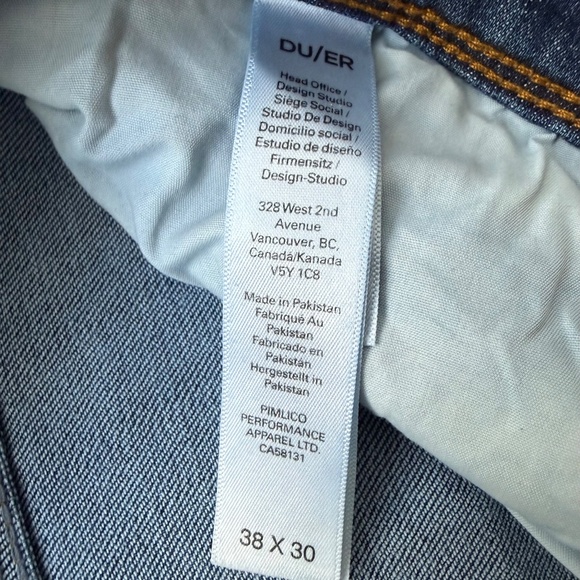 DU/ER
Head Office /
Design Studio
Siège Social /
Studio De Design
Domicilio social /
Estudio de diseño
Firmensitz /
Design-Studio
328 West 2nd
Avenue
Vancouver, BC,
Canadá/Kanada
V5Y 1C8
Made in Pakistan
Fabriqué Au
Pakistan
Fabricado en
Pakistán
Hergestellt in
Pakistan
PIMLICO
PERFORMANCE
APPAREL LTD.
CA58131
38 X 30